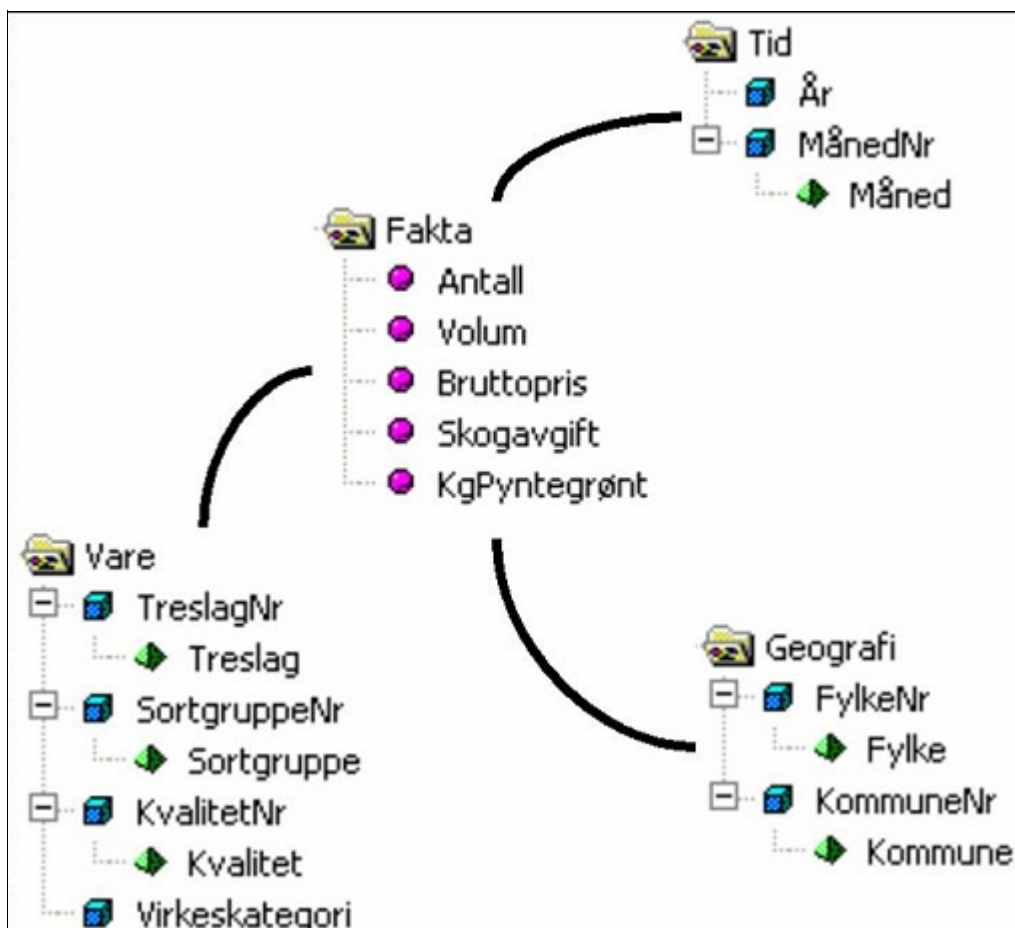 Tid
År
MånedNr
Måned
Fakta
Antall
Volum
Bruttopris
Skogavgift
KgPyntegrønt
Vare
TreslagNr
Treslag
SortgruppeNr
Sortgruppe
KvalitetNr
Kvalitet
Virkeskategori
Geografi
FylkeNr
Fylke
KommuneNr
Kommune